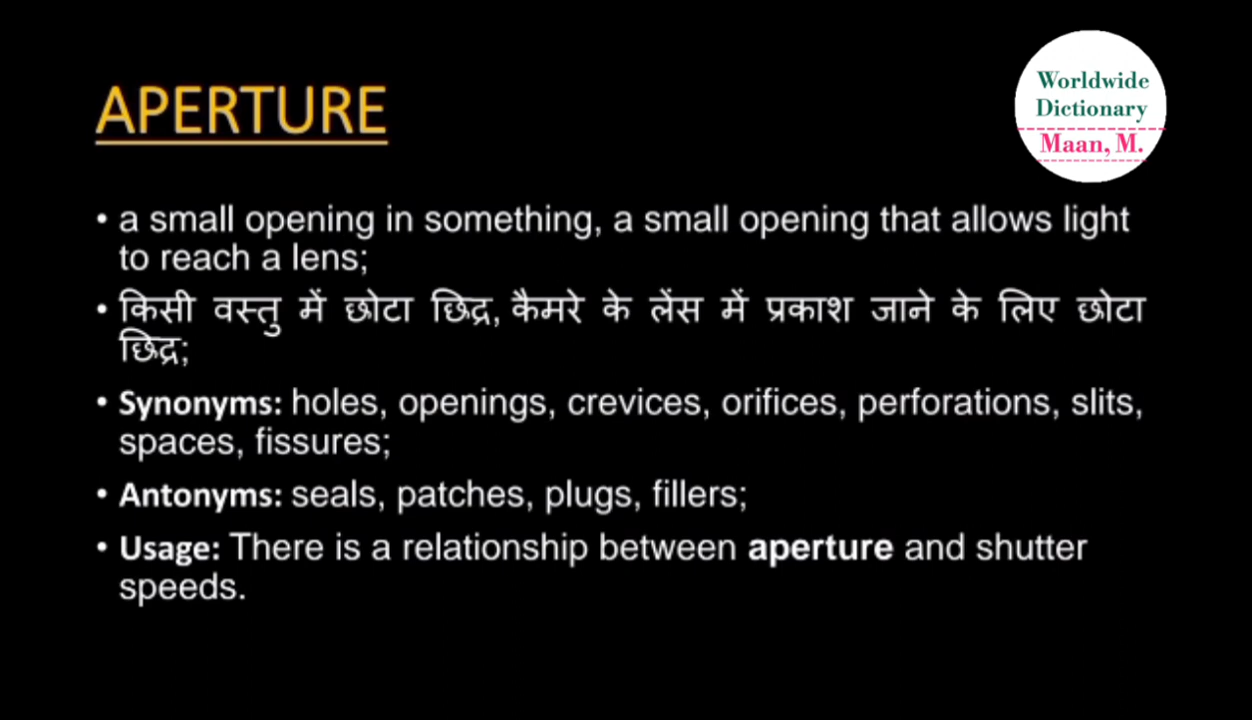 APERTURE
Worldwide
Dictionary
Maan, M.
• a small opening in something, a small opening that allows light
to reach a lens;
• किसी वस्तु में छोटा छिद्र, कैमरे के लेंस में प्रकाश जाने के लिए छोटा
छिद्र;
• Synonyms: holes, openings, crevices, orifices, perforations, slits,
spaces, fissures;
• Antonyms: seals, patches, plugs, fillers;
• Usage: There is a relationship between aperture and shutter
speeds.